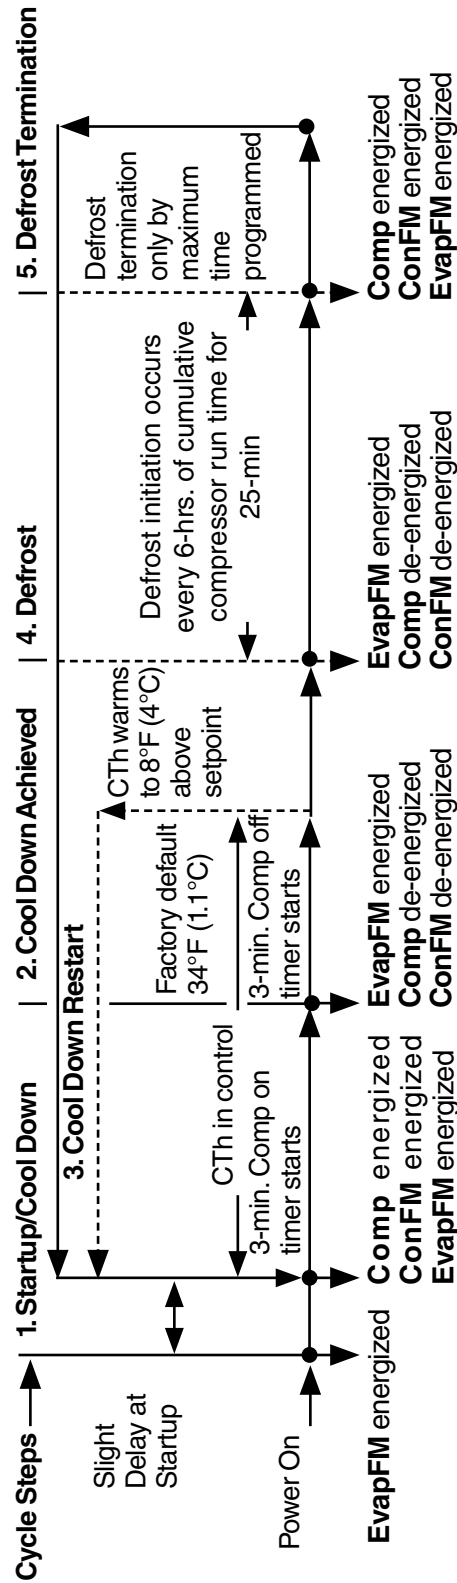 Cycle Steps
1. Startup/Cool Down
2. Cool Down Achieved
4. Defrost
5. Defrost Termination
3. Cool Down Restart
Slight
Delay at
Startup
CTh in control
3-min. Comp on
timer starts
Factory default
34°F (1.1°C)
3-min. Comp off
timer starts
CTh warms
to 8°F (4°C)
above
setpoint
Defrost initiation occurs
every 6-hrs. of cumulative
compressor run time for
25-min
Defrost
termination
only by
maximum
time
programmed
Power On
EvapFM energized
Comp energized
ConFM energized
EvapFM energized
EvapFM energized
Comp de-energized
ConFM de-energized
EvapFM energized
Comp de-energized
ConFM de-energized
Comp energized
ConFM energized
EvapFM energized